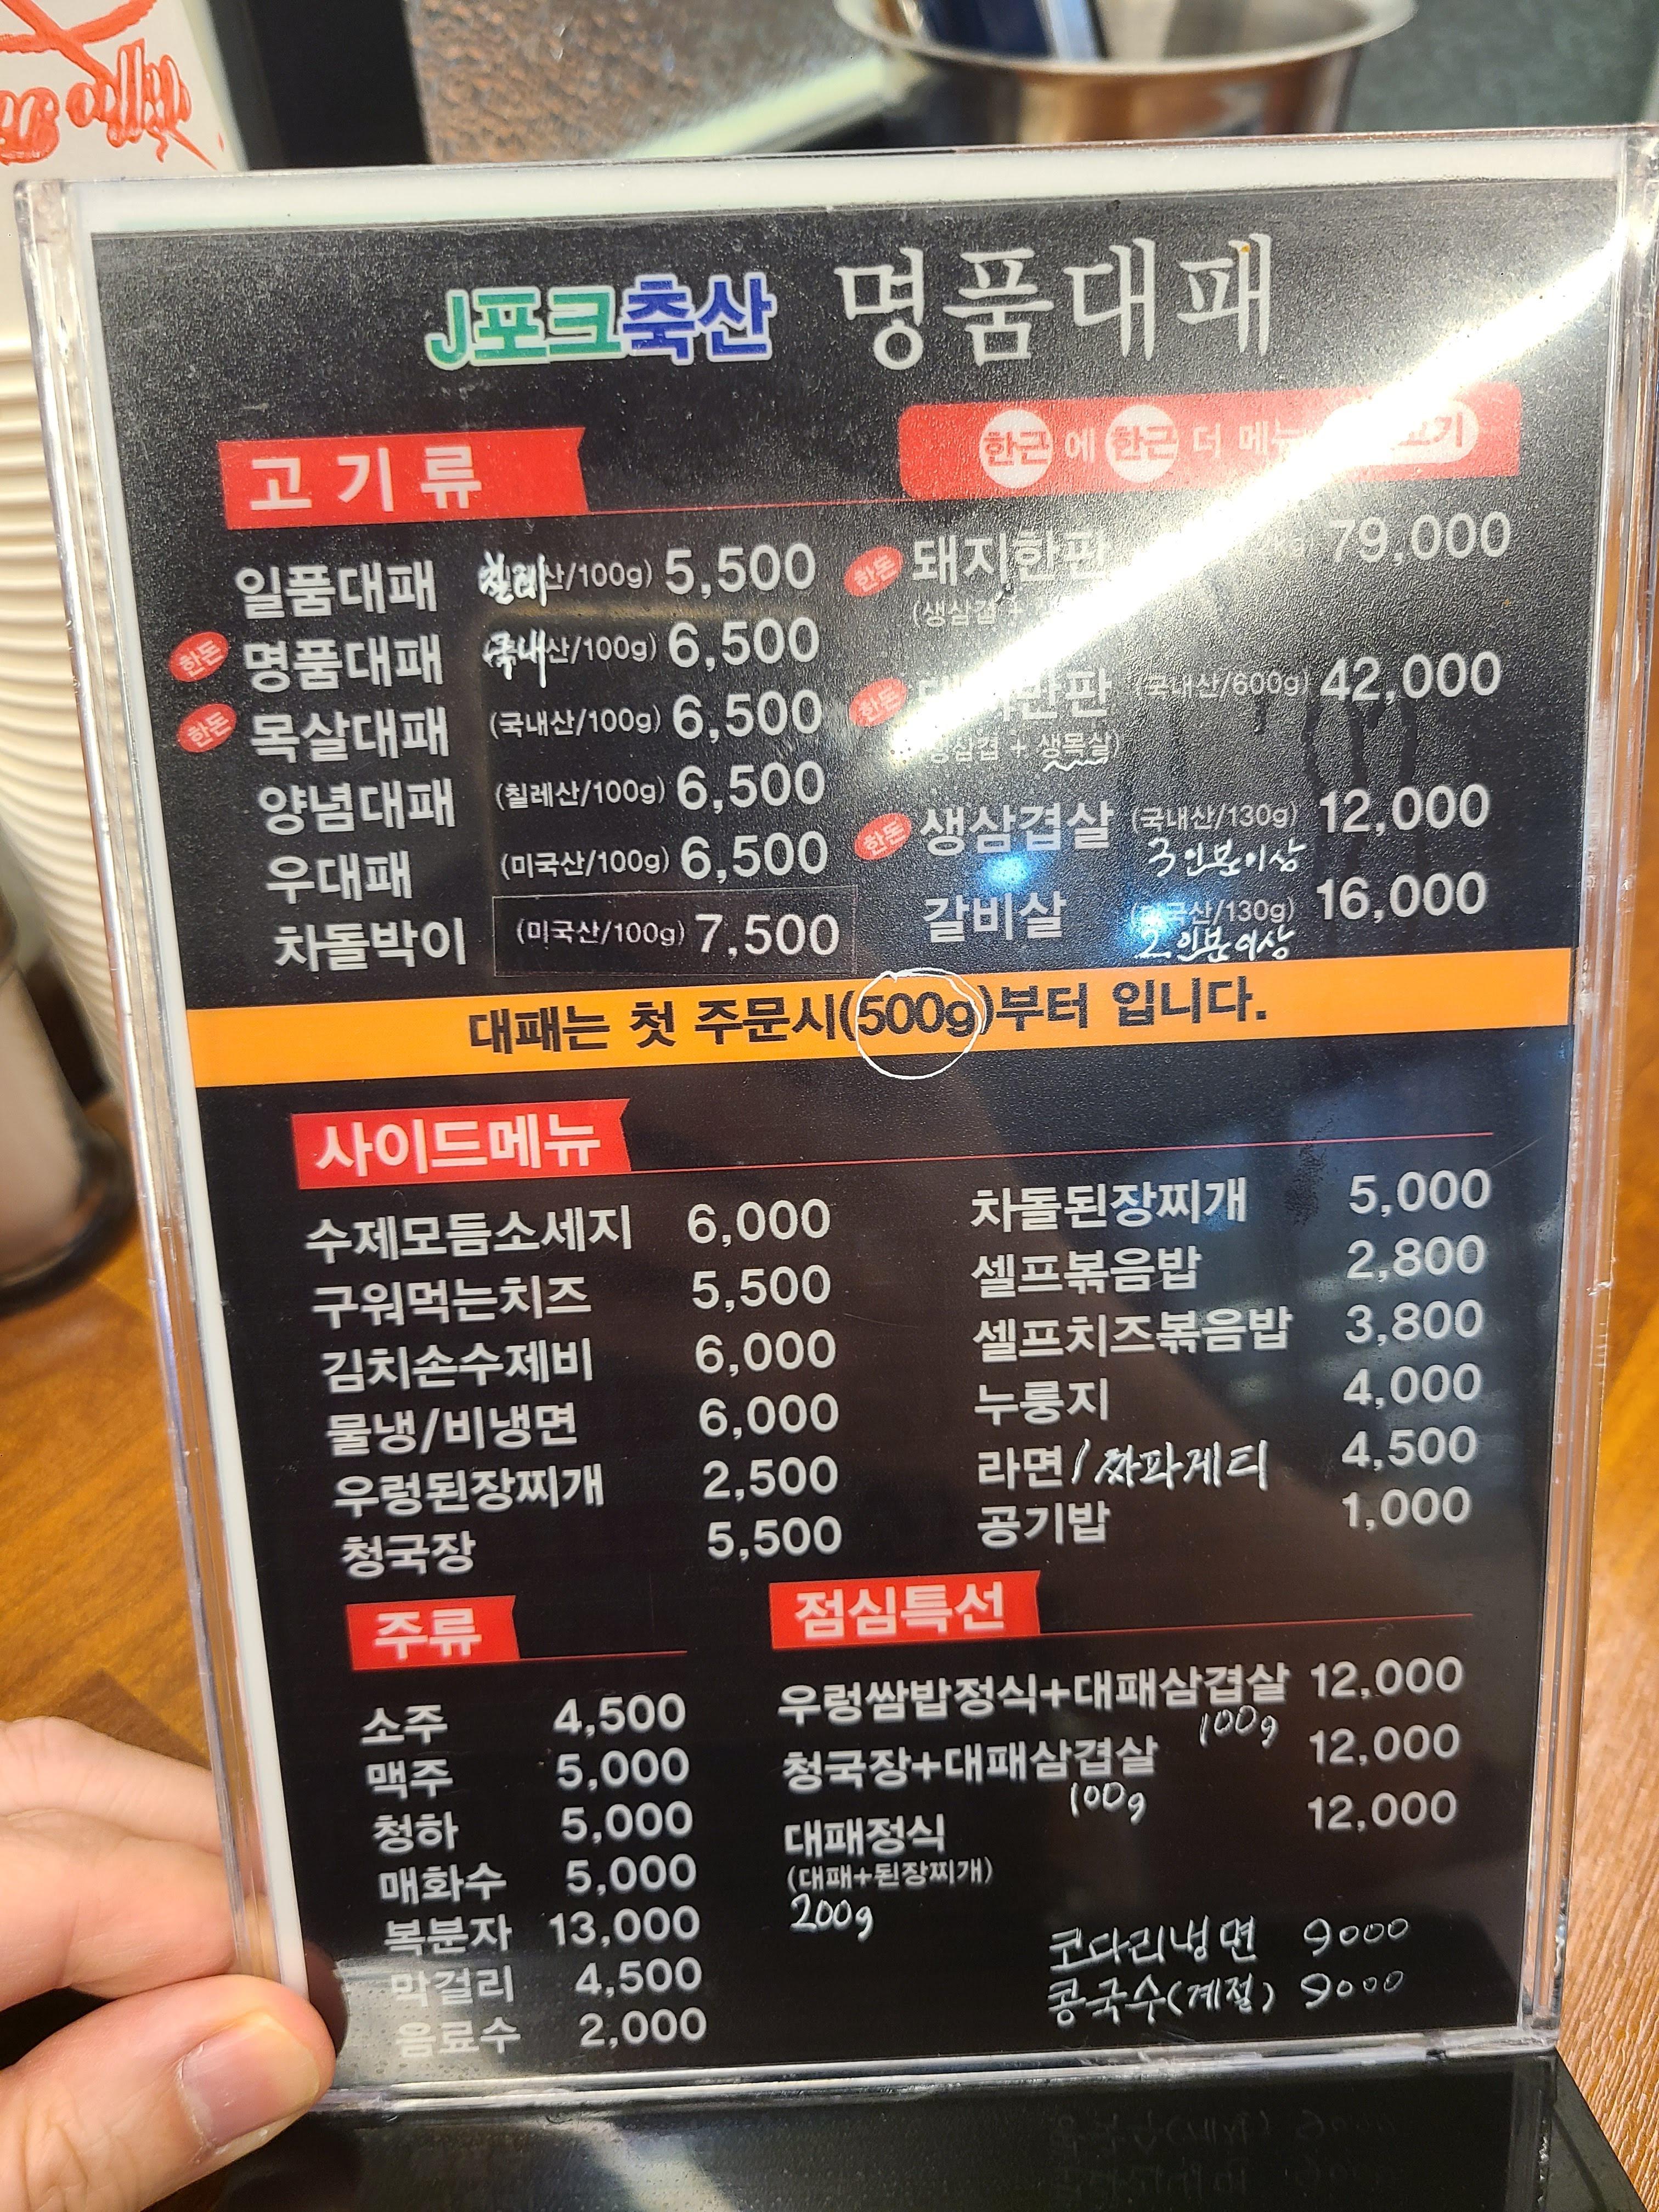 J포크축산 명품대패
고기류
한근에 한근 더 메뉴
일품대패 칠레산/100g) 5,500
한돈 명품대패 국내산/100g) 6,500
한돈 목살대패 (국내산/100g) 6,500
양념대패 (칠레산/100g) 6,500
우대패 (미국산/100g) 6,500
차돌박이 (미국산/100g) 7,500
한돈 돼지한판 79,000
(생삼겹 +
한돈 (국내산/600g) 42,000
+ 생목살)
한돈 생삼겹살 (국내산/130g) 12,000
3인분이상
갈비살 /130g) 16,000
2인분이상
대패는 첫 주문시(500g)부터 입니다.
사이드메뉴
수제모듬소세지 6,000
구워먹는치즈 5,500
김치손수제비 6,000
물냉/비냉면 6,000
우렁된장찌개 2,500
청국장 5,500
차돌된장찌개 5,000
셀프볶음밥 2,800
셀프치즈볶음밥 3,800
누룽지 4,000
라면/짜파게티 4,500
공기밥 1,000
주류
소주 4,500
맥주 5,000
청하 5,000
매화수 5,000
복분자 13,000
막걸리 4,500
음료수 2,000
점심특선
우렁쌈밥정식+대패삼겹살 12,000
100g
청국장+대패삼겹살 12,000
100g
대패정식 12,000
(대패+된장찌개)
200g
코다리냉면 9000
콩국수(계절) 9000